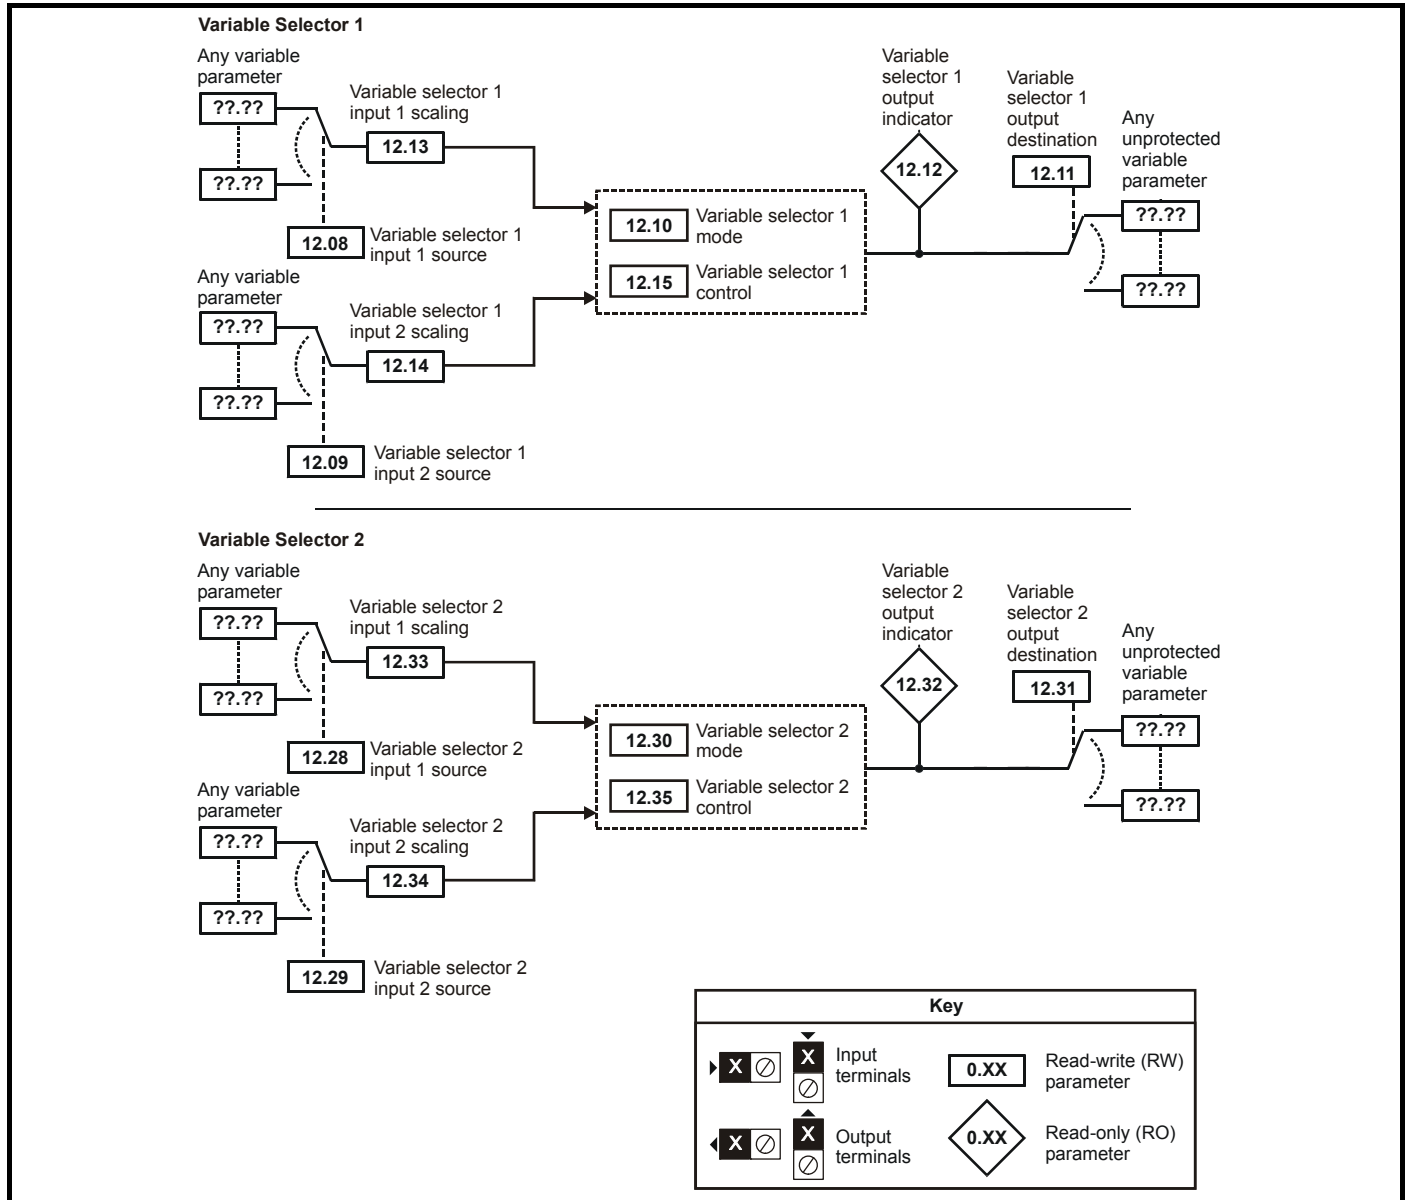 Variable Selector 1
Any variable
parameter
??.??
??.??
Variable selector 1
input 1 scaling
12.13
12.08
Variable selector 1
input 1 source
Any variable
parameter
??.??
??.??
Variable selector 1
input 2 scaling
12.14
12.09
Variable selector 1
input 2 source
12.10
Variable selector 1
mode
12.15
Variable selector 1
control
Variable
selector 1
output
indicator
12.12
Variable
selector 1
output
destination
12.11
Any
unprotected
variable
parameter
??.??
??.??
Variable Selector 2
Any variable
parameter
??.??
??.??
Variable selector 2
input 1 scaling
12.33
12.28
Variable selector 2
input 1 source
Any variable
parameter
??.??
??.??
Variable selector 2
input 2 scaling
12.34
12.29
Variable selector 2
input 2 source
12.30
Variable selector 2
mode
12.35
Variable selector 2
control
Variable
selector 2
output
indicator
12.32
Variable
selector 2
output
destination
12.31
Any
unprotected
variable
parameter
??.??
??.??
Key
X
X
Input
terminals
0.XX
Read-write (RW)
parameter
X
X
Output
terminals
0.XX
Read-only (RO)
parameter